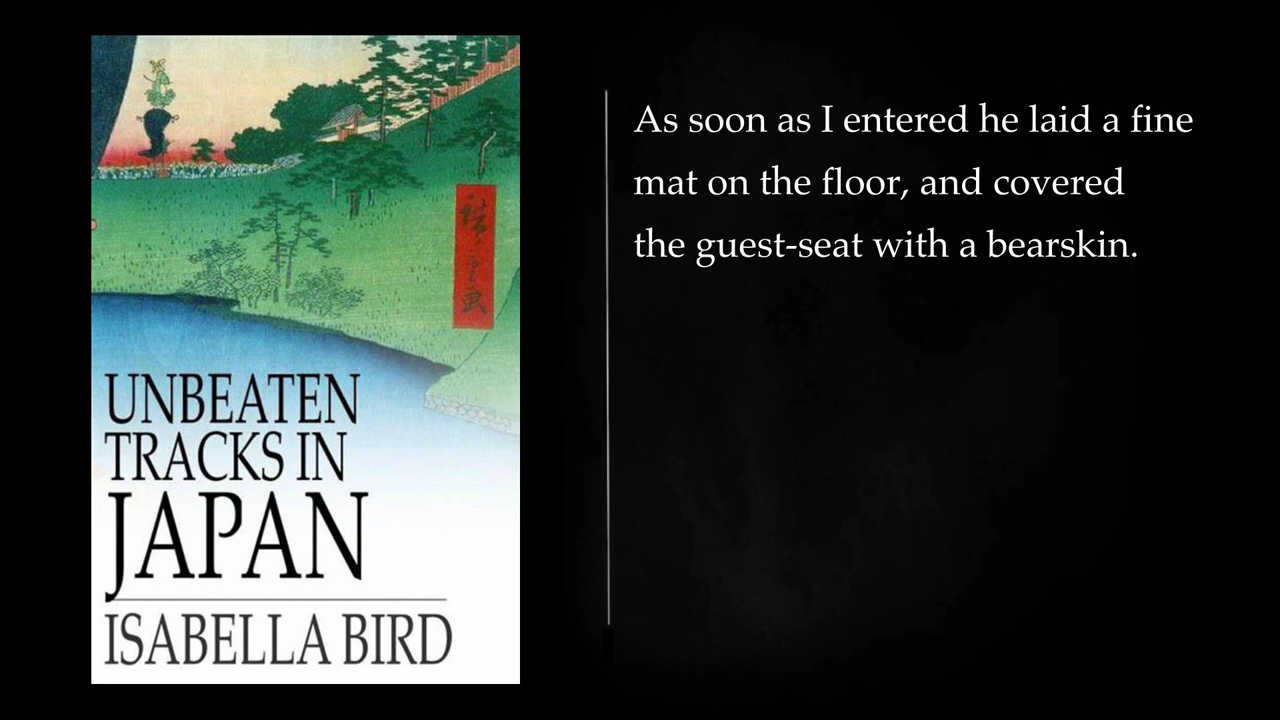 UNBEATEN
TRACKS IN
JAPAN
ISABELLA BIRD
As soon as I entered he laid a fine
mat on the floor, and covered
the guest-seat with a bearskin.